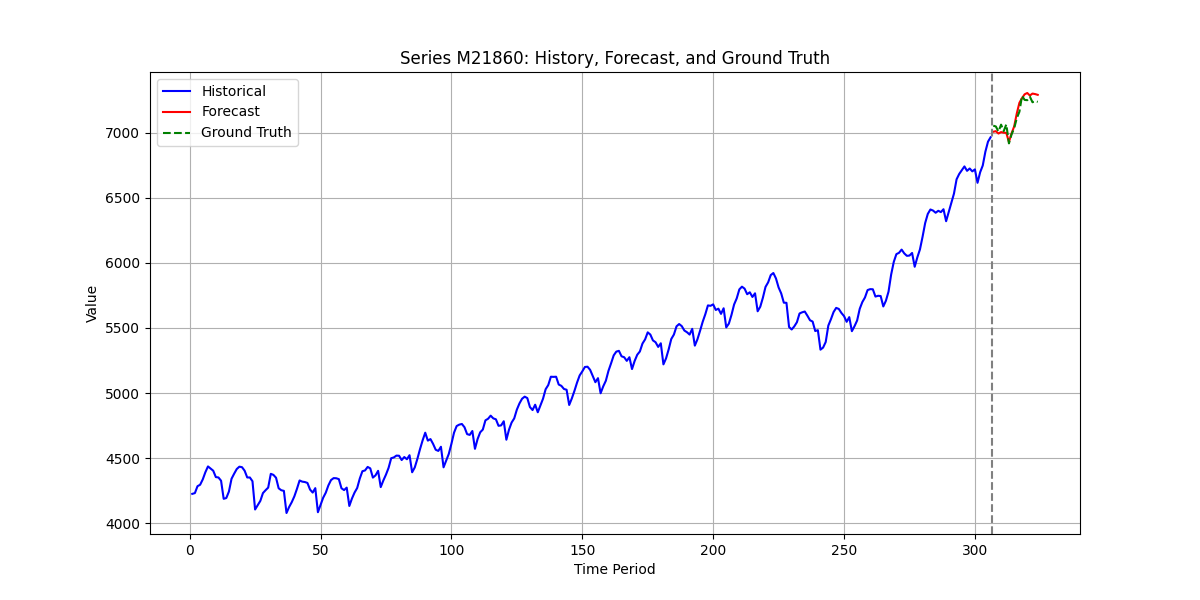 Series M21860: History, Forecast, and Ground Truth
Historical
Forecast
Ground Truth
7000
6500
6000
5500
5000
4500
4000
Value
0 50 100 150 200 250 300
Time Period